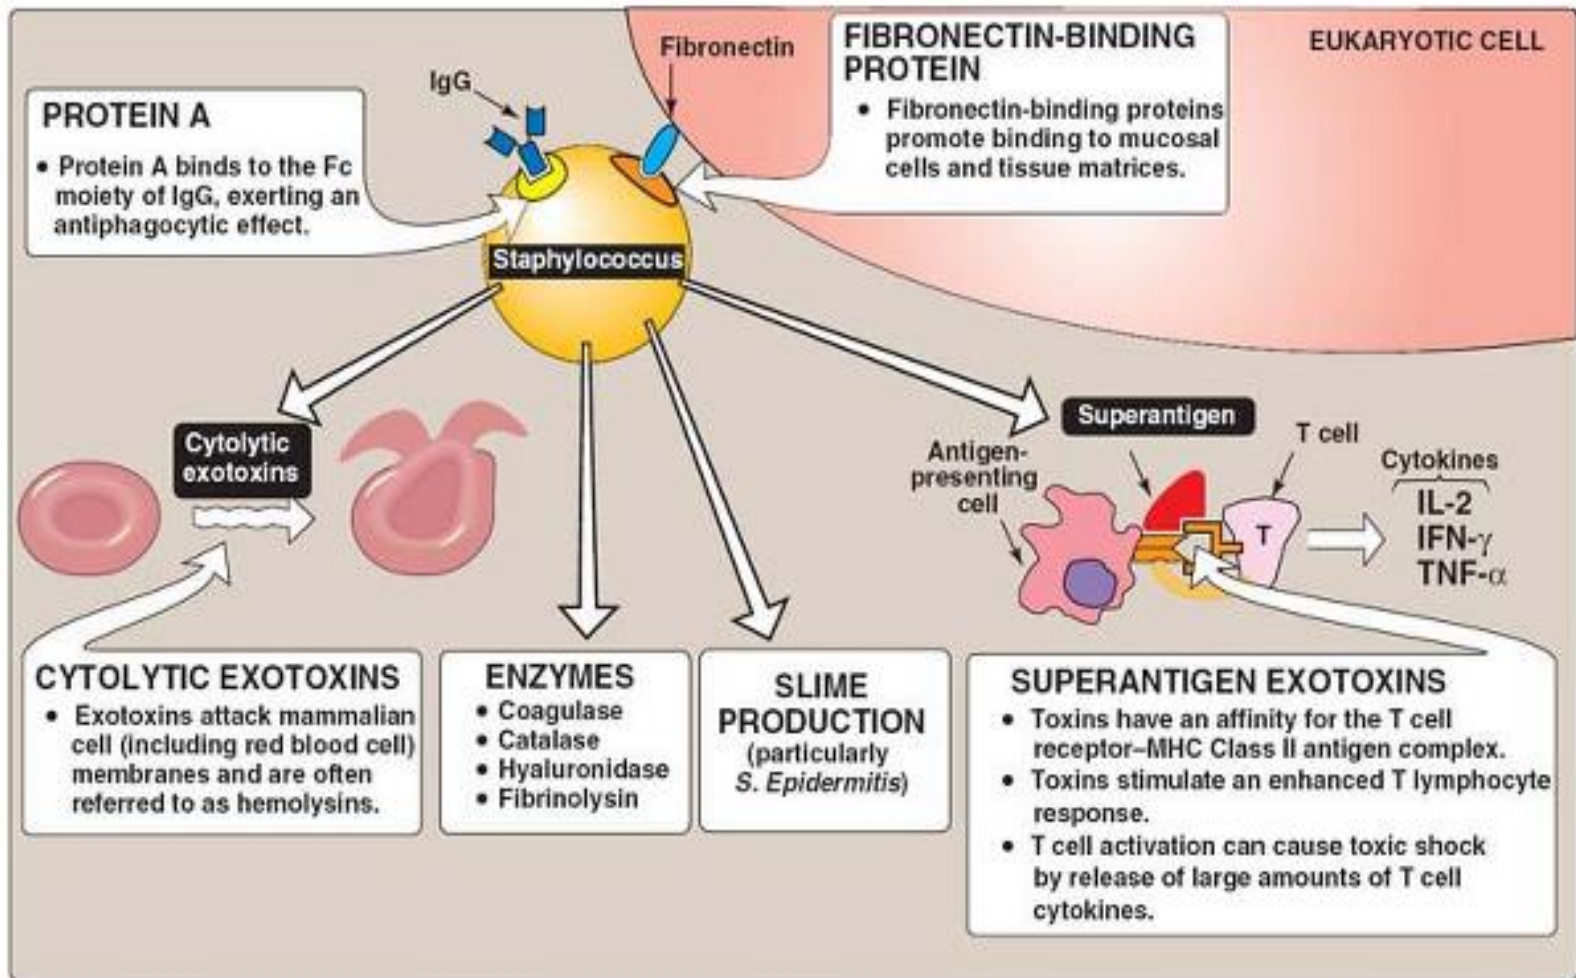 EUKARYOTIC CELL
IgG
Fibronectin
PROTEIN A
• Protein A binds to the Fc
moiety of IgG, exerting an
antiphagocytic effect.
FIBRONECTIN-BINDING
PROTEIN
• Fibronectin-binding proteins
promote binding to mucosal
cells and tissue matrices.
Staphylococcus
Cytolytic
exotoxins
Superantigen
Antigen-
presenting
cell
T cell
T
Cytokines
IL-2
IFN-γ
TNF-α
CYTOLYTIC EXOTOXINS
• Exotoxins attack mammalian
cell (including red blood cell)
membranes and are often
referred to as hemolysins.
ENZYMES
• Coagulase
• Catalase
• Hyaluronidase
• Fibrinolysin
SLIME
PRODUCTION
(particularly
S. Epidermitis)
SUPERANTIGEN EXOTOXINS
• Toxins have an affinity for the T cell
receptor–MHC Class II antigen complex.
• Toxins stimulate an enhanced T lymphocyte
response.
• T cell activation can cause toxic shock
by release of large amounts of T cell
cytokines.